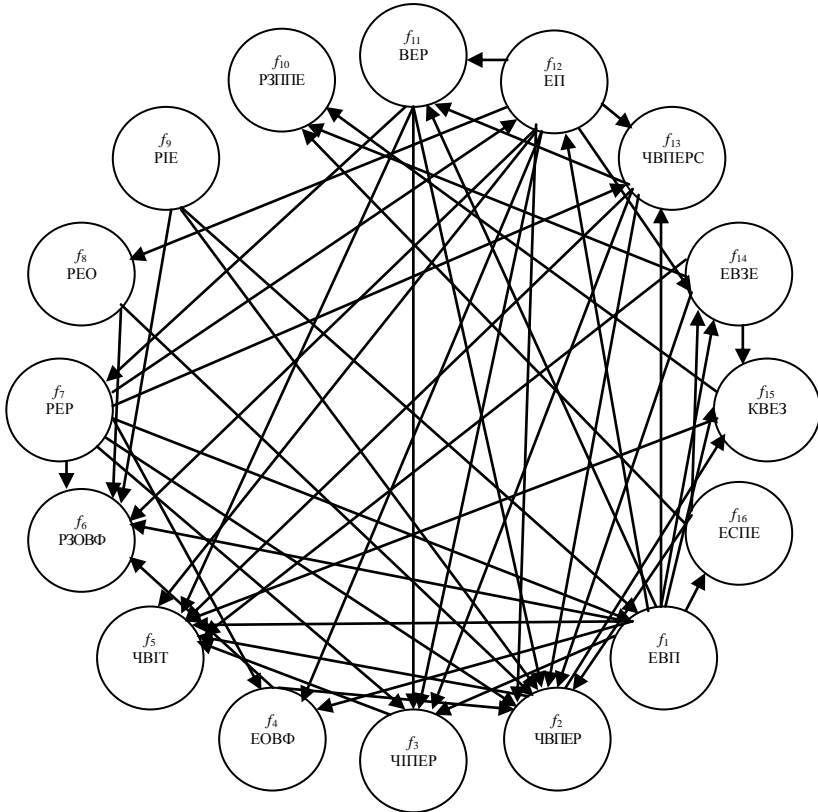 f11
ВЕР
f12
ЕП
f10
РЗППЕ
f13
ЧВПЕРС
f9
РІЕ
f14
ЕВЗЕ
f8
РЕО
f15
КВЕЗ
f7
РЕР
f16
ЕСПЕ
f6
РЗОВФ
f1
ЕВП
f5
ЧВІТ
f2
ЧВПЕР
f4
ЕОВФ
f3
ЧІПЕР